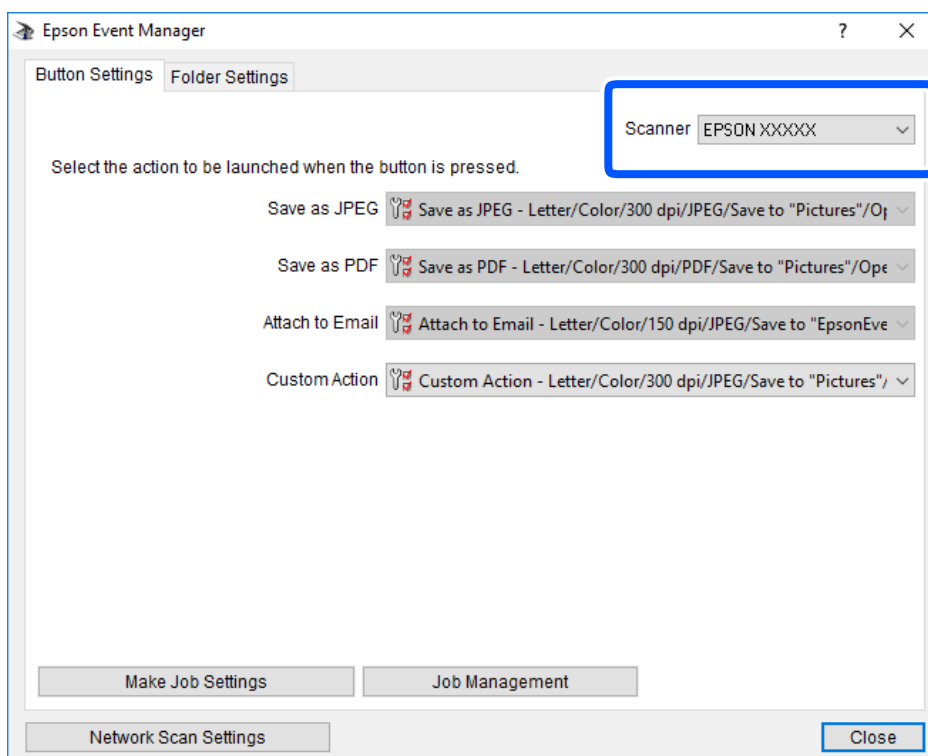 Epson Event Manager
Button Settings Folder Settings
Scanner EPSON XXXXX
Select the action to be launched when the button is pressed.
Save as JPEG Save as JPEG - Letter/Color/300 dpi/JPEG/Save to "Pictures"/Op
Save as PDF Save as PDF - Letter/Color/300 dpi/PDF/Save to "Pictures"/Ope
Attach to Email Attach to Email - Letter/Color/150 dpi/JPEG/Save to "EpsonEve
Custom Action Custom Action - Letter/Color/300 dpi/JPEG/Save to "Pictures"/
Make Job Settings Job Management
Network Scan Settings Close